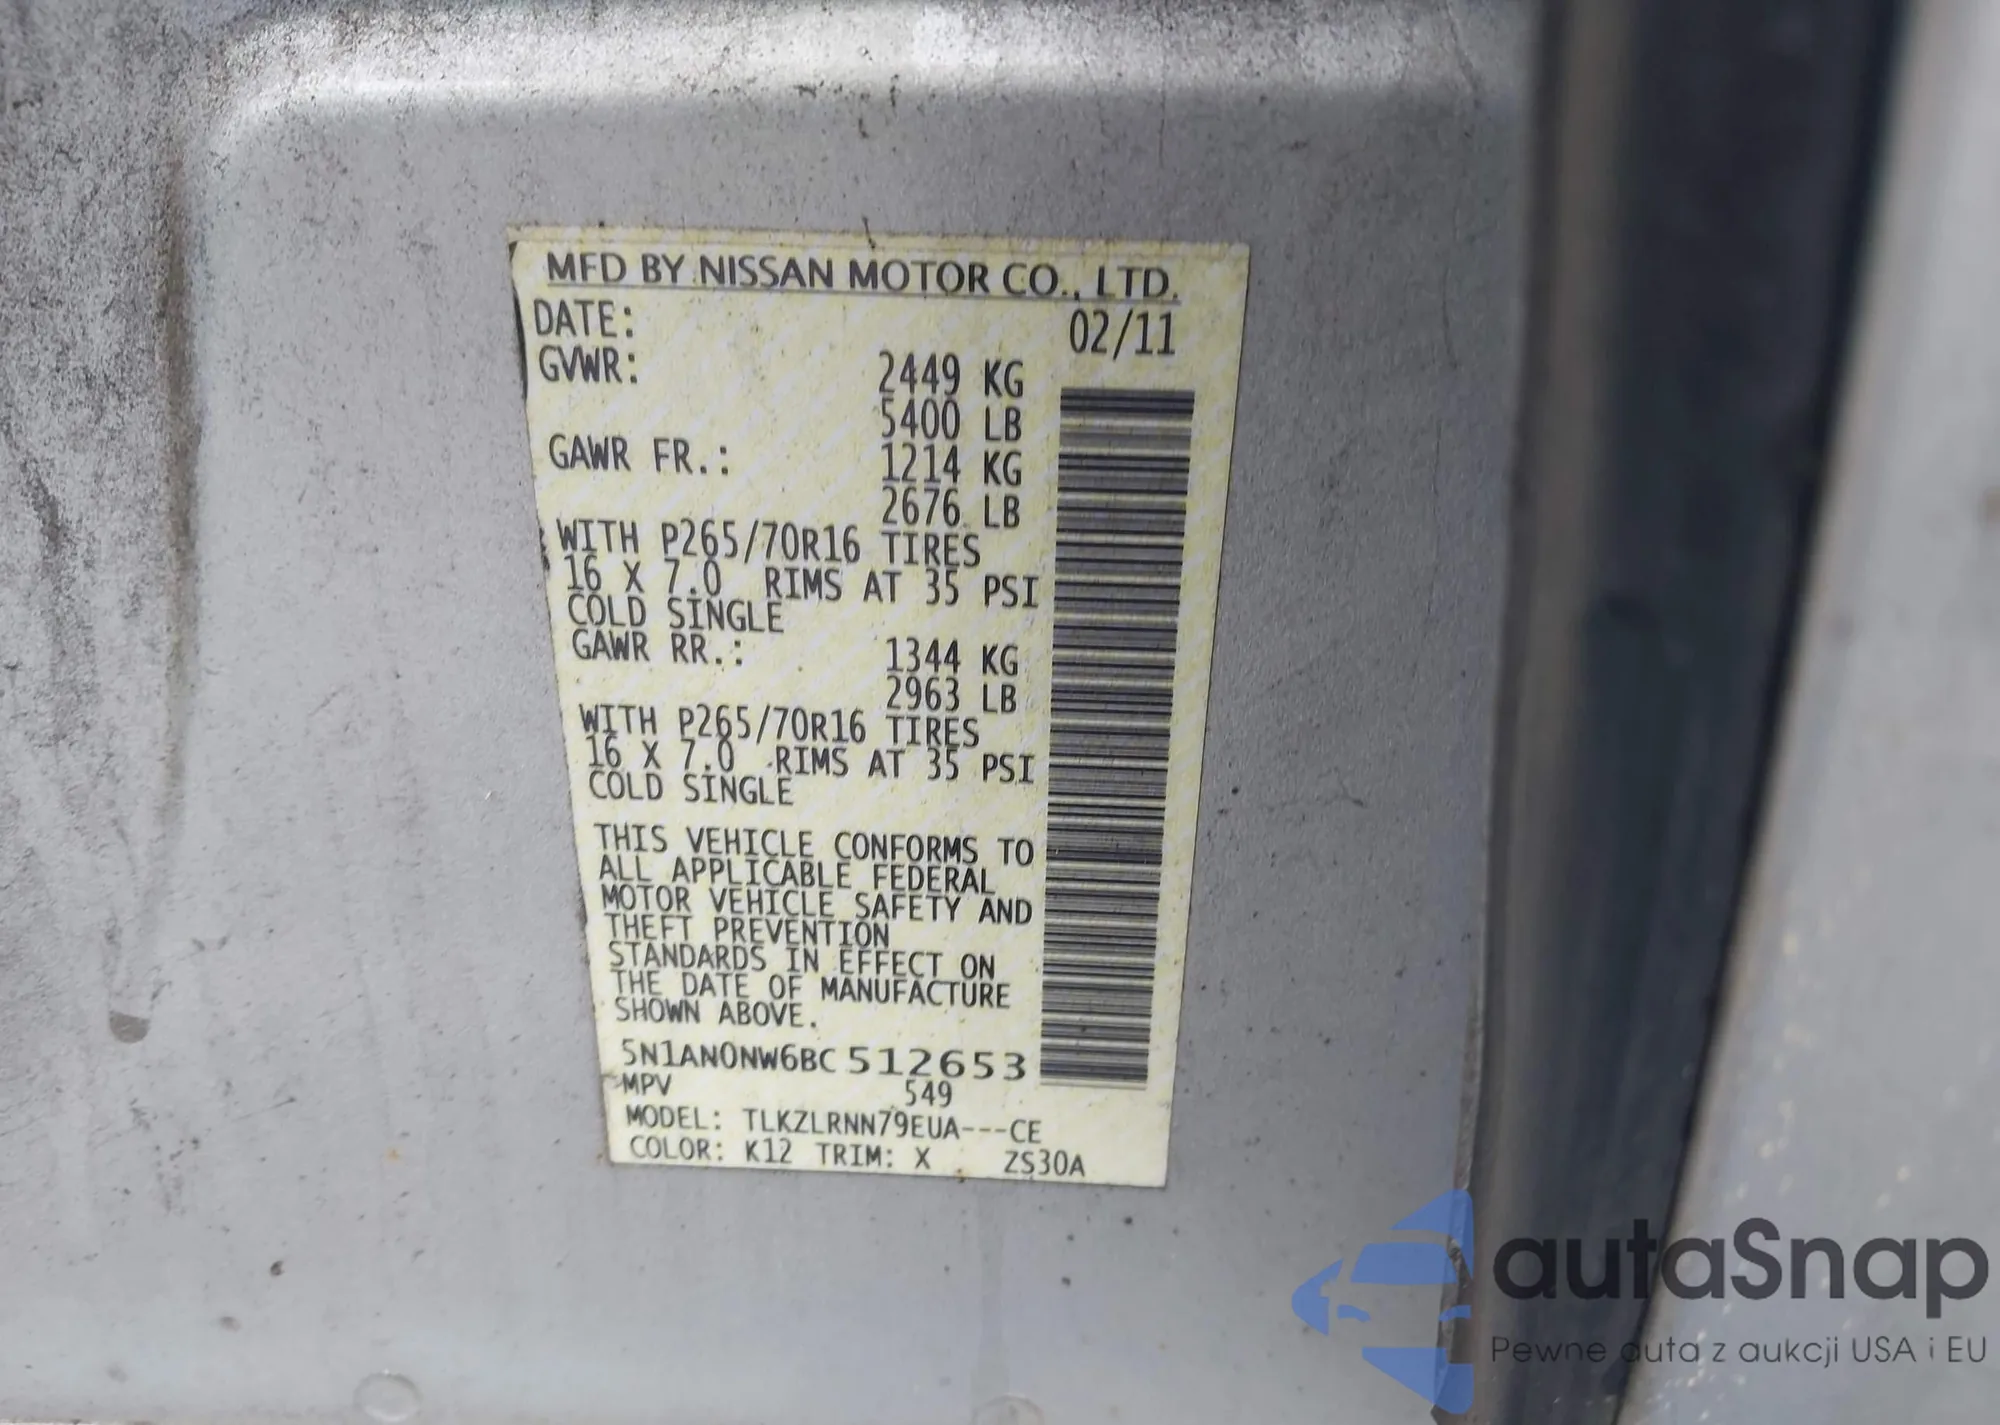 MFD BY NISSAN MOTOR CO., LTD.
DATE: 02/11
GVWR: 2449 KG
5400 LB
GAWR FR.: 1214 KG
2676 LB
WITH P265/70R16 TIRES
16 X 7.0 RIMS AT 35 PSI
COLD SINGLE
GAWR RR.: 1344 KG
2963 LB
WITH P265/70R16 TIRES
16 X 7.0 RIMS AT 35 PSI
COLD SINGLE
THIS VEHICLE CONFORMS TO
ALL APPLICABLE FEDERAL
MOTOR VEHICLE SAFETY AND
THEFT PREVENTION
STANDARDS IN EFFECT ON
THE DATE OF MANUFACTURE
SHOWN ABOVE.
5N1AN0NW6BC 512653
MPV 549
MODEL: TLKZLRNN79EUA---CE
COLOR: K12 TRIM: X ZS30A
autaSnap
Pewne auta z aukcji USA i EU